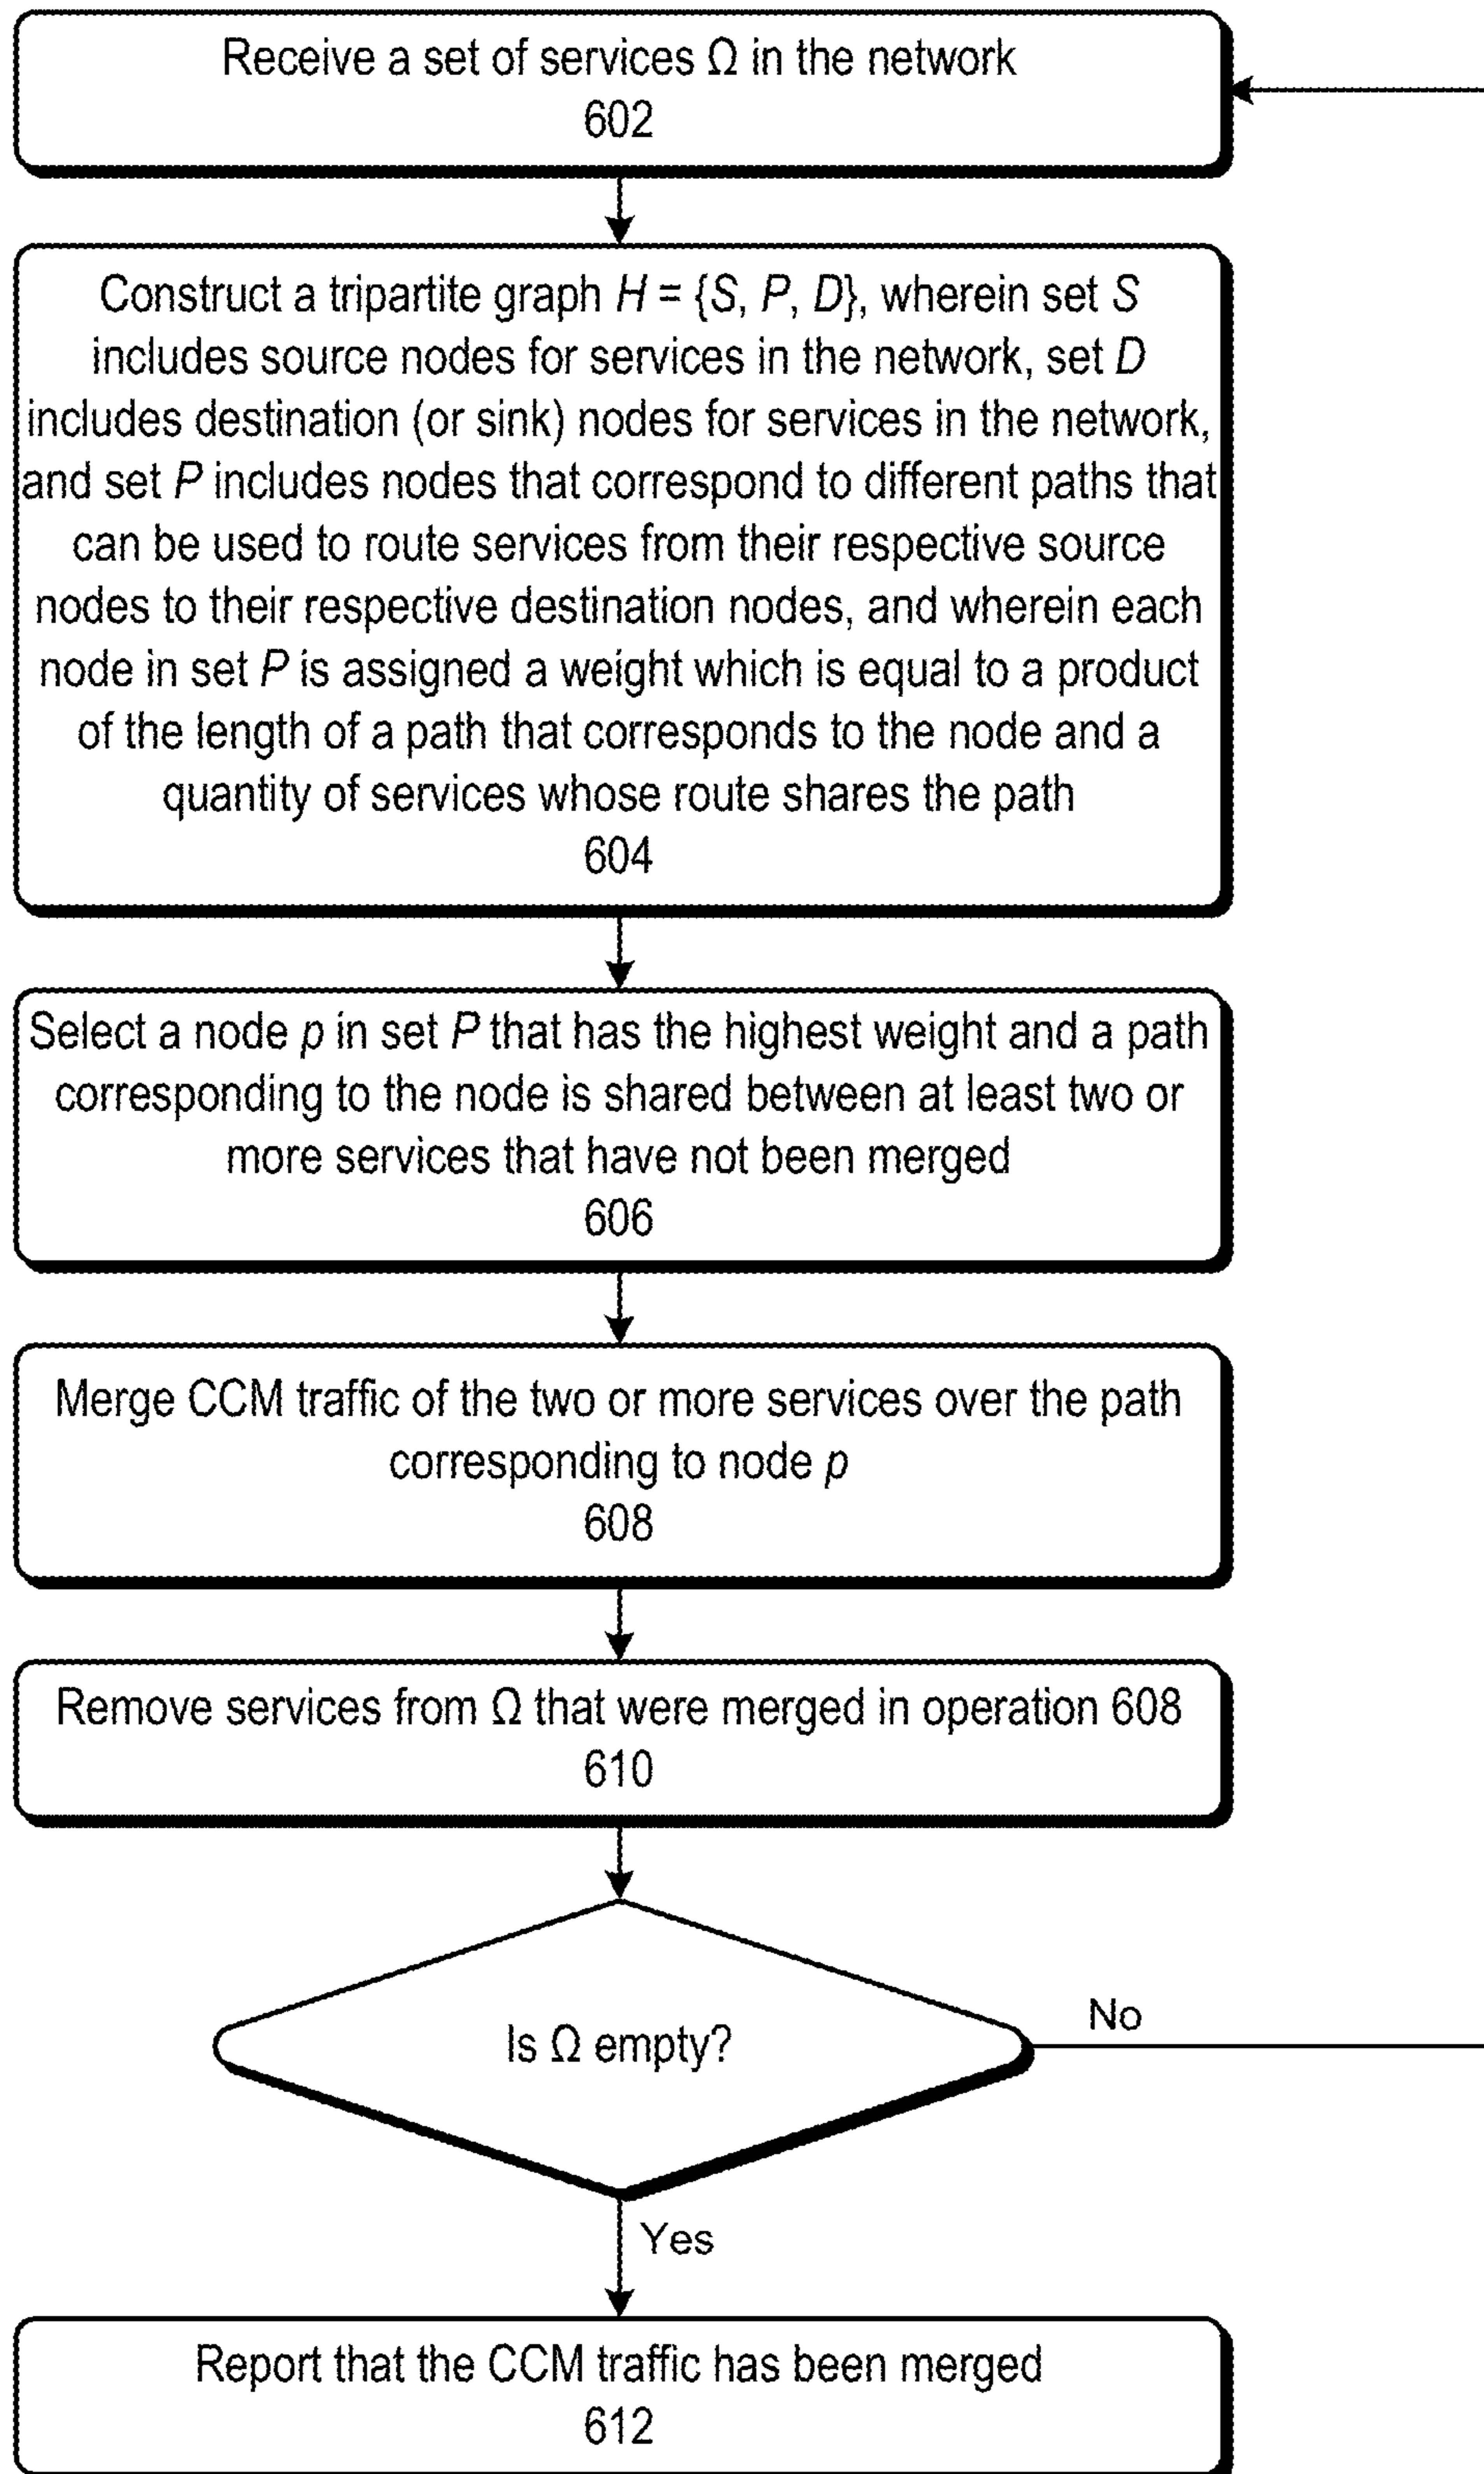 Receive a set of services Ω in the network
602
Construct a tripartite graph H = {S, P, D}, wherein set S
includes source nodes for services in the network, set D
includes destination (or sink) nodes for services in the network,
and set P includes nodes that correspond to different paths that
can be used to route services from their respective source
nodes to their respective destination nodes, and wherein each
node in set P is assigned a weight which is equal to a product
of the length of a path that corresponds to the node and a
quantity of services whose route shares the path
604
Select a node p in set P that has the highest weight and a path
corresponding to the node is shared between at least two or
more services that have not been merged
606
Merge CCM traffic of the two or more services over the path
corresponding to node p
608
Remove services from Ω that were merged in operation 608
610
Is Ω empty?
No
Yes
Report that the CCM traffic has been merged
612